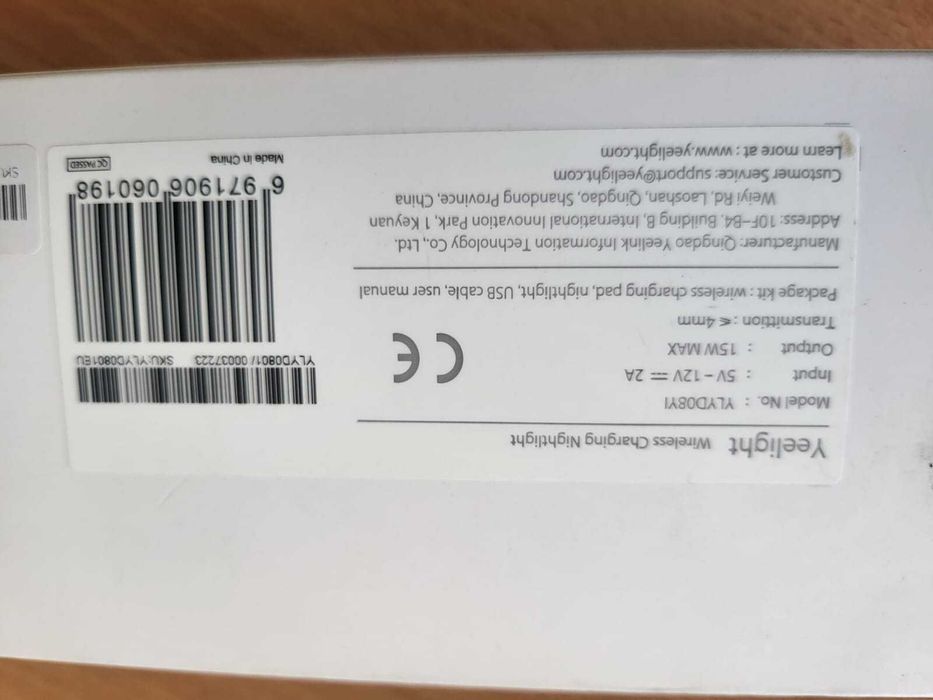 Yeelight Wireless Charging Nightlight
Model No. : YLYD08YI
Input : 5V-12V ⎓ 2A
Output : 15W MAX
Transmittion : ≤ 4mm
Package kit : wireless charging pad, nightlight, USB cable, user manual
CE
Manufacturer: Qingdao Yeelink Information Technology Co., Ltd.
Address: 10F-B4. Building B, International Innovation Park, 1 Keyuan
Weiyi Rd, Laoshan, Qingdao, Shandong Province, China
Customer Service: support@yeelight.com
Learn more at : www.yeelight.com
YLYD0801/ 00037223 SKU:YLYD0801EU
6 971906 060198
Made in China
QC PASSED
SKU